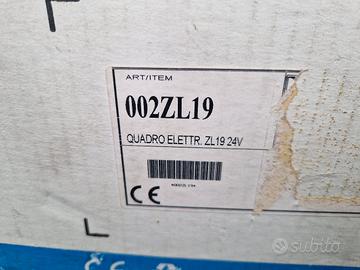 ART/ITEM
002ZL19
QUADRO ELETTR. ZL19 24V
CE
subito